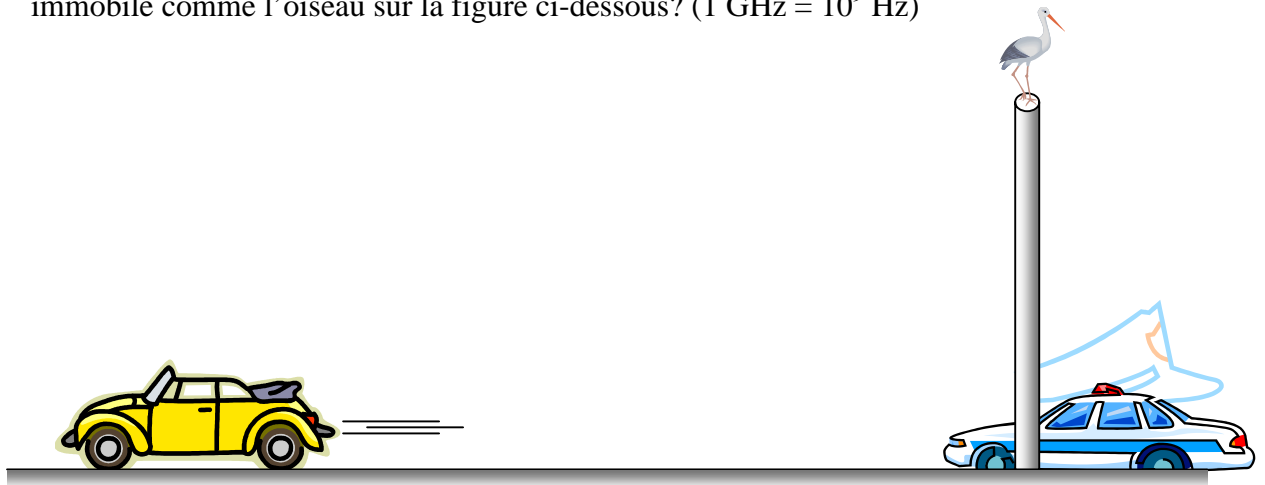 immobile comme l’oiseau sur la figure ci-dessous? (1 GHz = 10⁹ Hz)